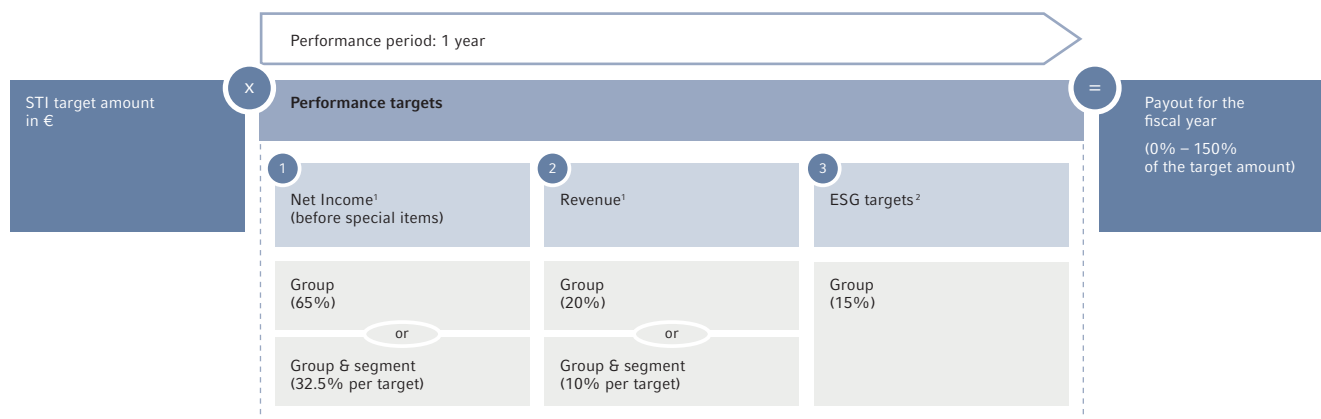 Performance period: 1 year
STI target amount
in €
x
Performance targets
=
Payout for the
fiscal year
(0% – 150%
of the target amount)
1
Net Income¹
(before special items)
2
Revenue¹
3
ESG targets²
Group
(65%)
or
Group & segment
(32.5% per target)
Group
(20%)
or
Group & segment
(10% per target)
Group
(15%)